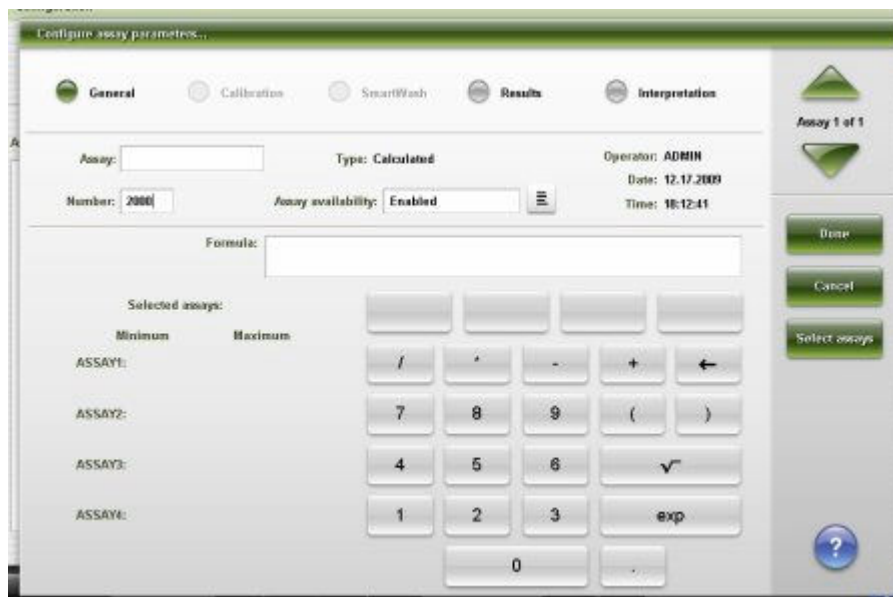 Configuration
Configure assay parameters...
General Calibration SmartWash Results Interpretation
Assay 1 of 1
Assay: Type: Calculated Operator: ADMIN
Date: 12.17.2009
Number: 2000 Assay availability: Enabled Time: 18:12:41
Formula:
Done
Cancel
Select assays
Selected assays:
Minimum Maximum
ASSAY1: / * - + ←
ASSAY2: 7 8 9 ( )
ASSAY3: 4 5 6 √
ASSAY4: 1 2 3 exp
0 .
?